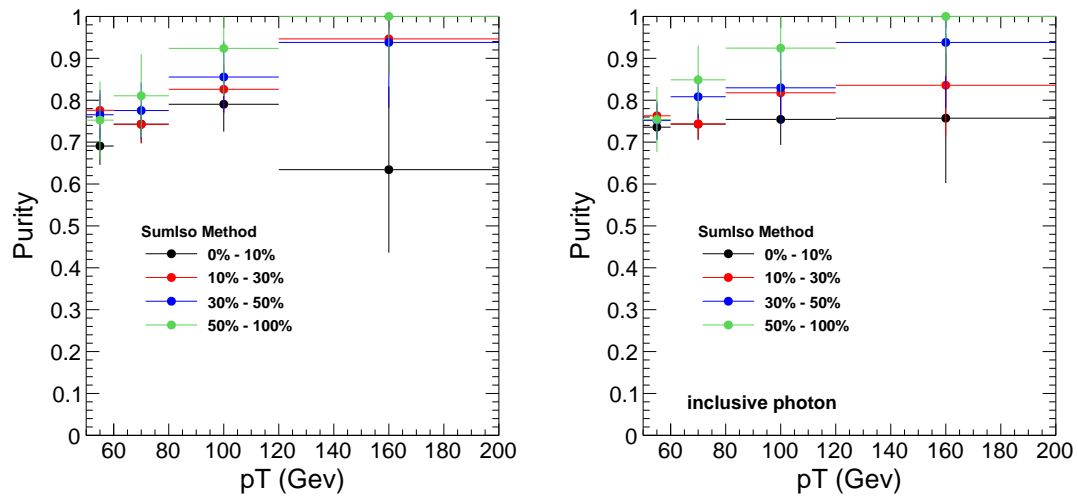 1
0.9
0.8
0.7
0.6
0.5
0.4
0.3
0.2
0.1
0
Purity
SumIso Method
0% - 10%
10% - 30%
30% - 50%
50% - 100%
60 80 100 120 140 160 180 200
pT (Gev)
1
0.9
0.8
0.7
0.6
0.5
0.4
0.3
0.2
0.1
0
Purity
SumIso Method
0% - 10%
10% - 30%
30% - 50%
50% - 100%
inclusive photon
60 80 100 120 140 160 180 200
pT (Gev)